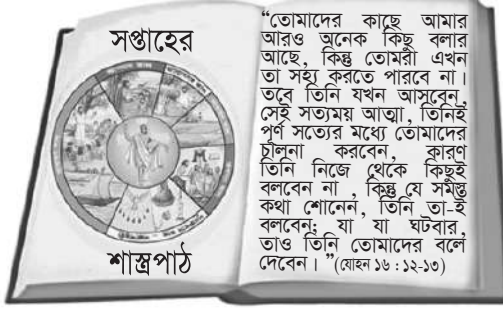 সপ্তাহের
শাস্ত্রপাঠ
“তোমাদের কাছে আমার
আরও অনেক কিছু বলার
আছে, কিন্তু তোমরা এখন
তা সহ্য করতে পারবে না।
তবে তিনি যখন আসবেন,
সেই সত্যময় আত্মা, তিনিই
পূর্ণ সত্যের মধ্যে তোমাদের
চালনা করবেন, কারণ
তিনি নিজে থেকে কিছুই
বলবেন না , কিন্তু যে সমস্ত
কথা শোনেন, তিনি তা-ই
বলবেন; যা যা ঘটবার,
তাও তিনি তোমাদের বলে
দেবেন। ”(যোহন ১৬ : ১২-১৩)